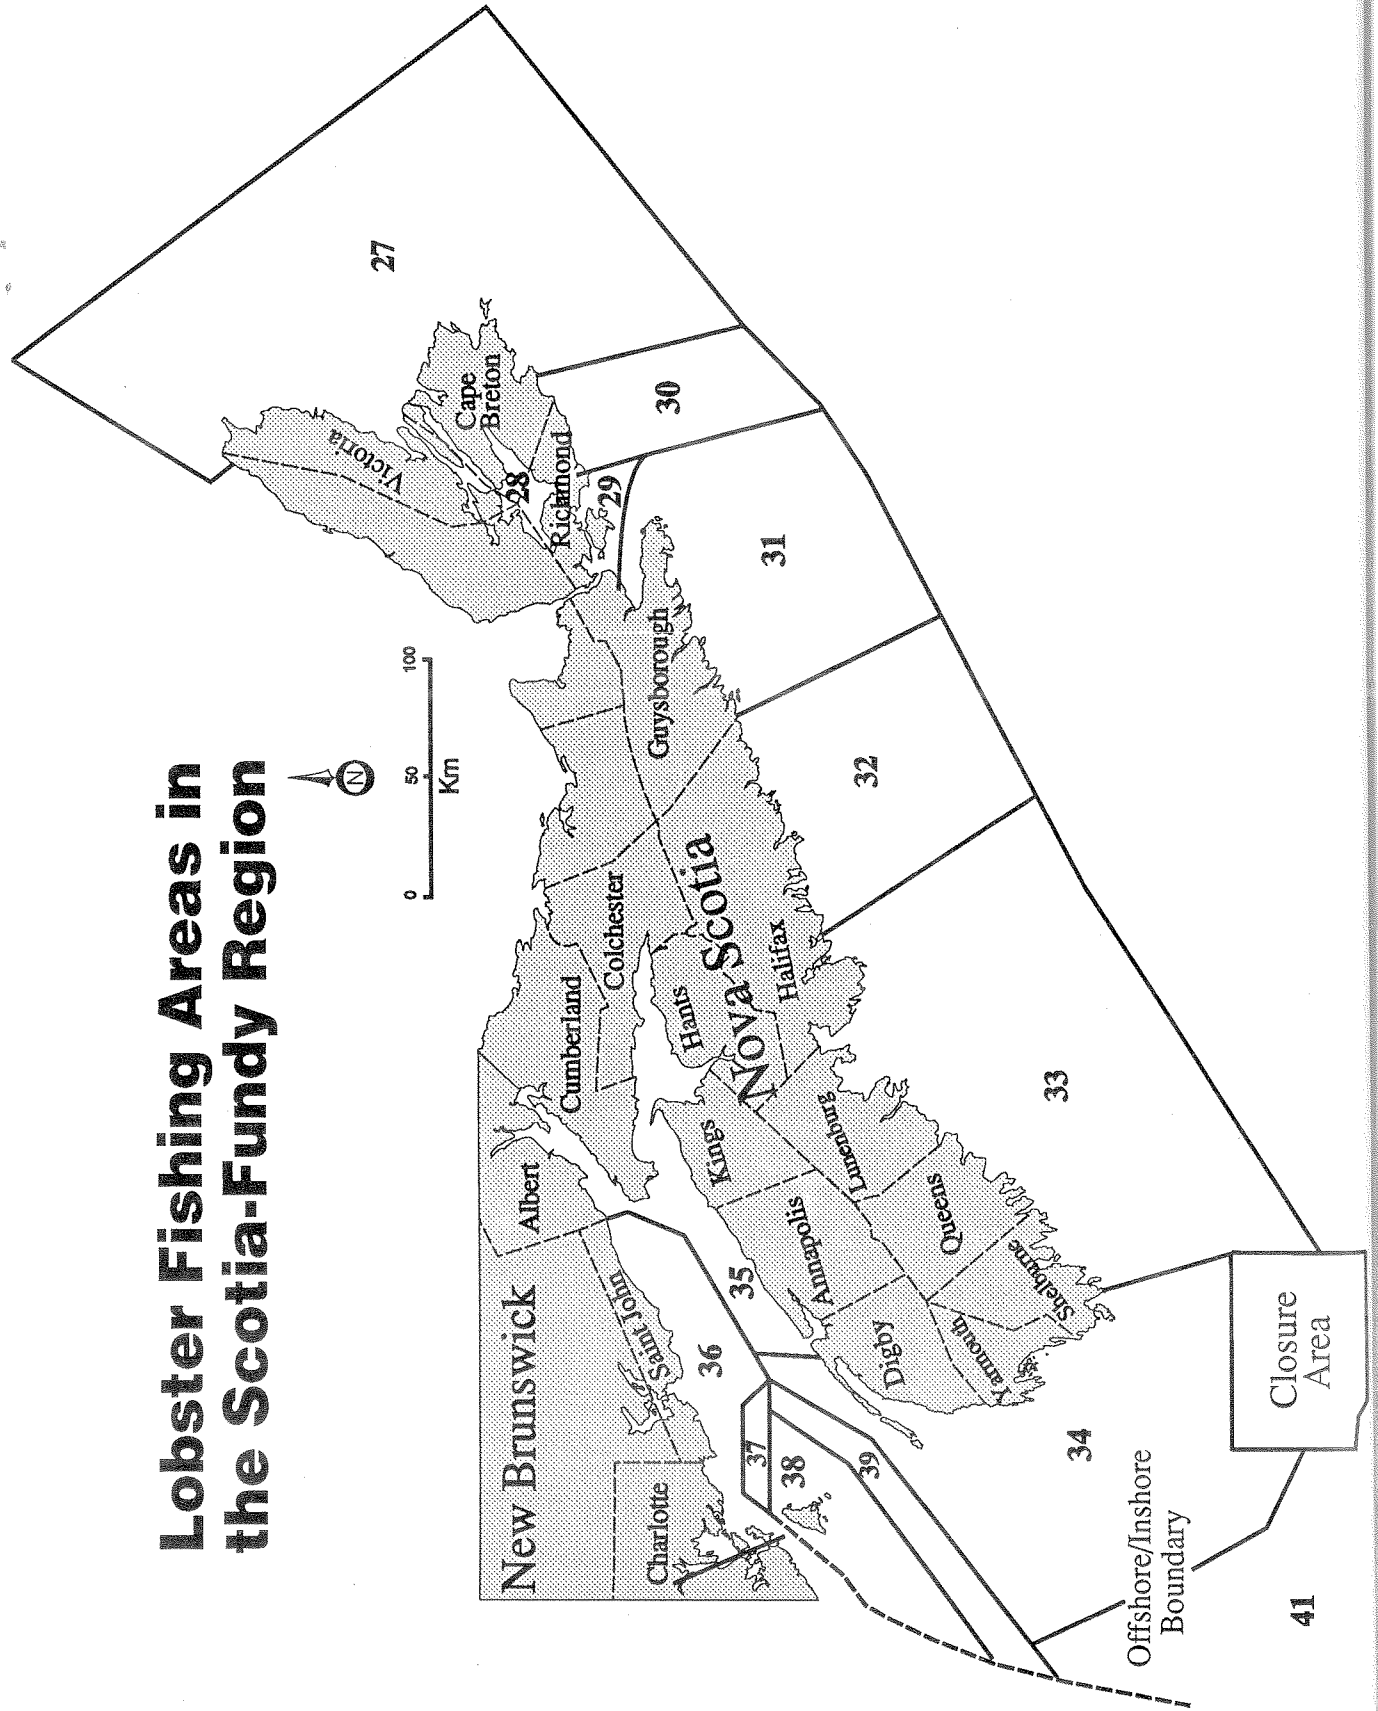 Lobster Fishing Areas in
the Scotia-Fundy Region
N
0 50 100
Km
27
Victoria
Cape
Breton
28
Richmond
29
30
31
Guysborough
32
Colchester
Cumberland
Nova Scotia
Hants
Halifax
33
Albert
Kings
Lunenburg
Annapolis
Queens
Shelburne
Digby
Yarmouth
New Brunswick
Saint John
Charlotte
35
36
37
38
39
34
Closure
Area
Offshore/Inshore
Boundary
41